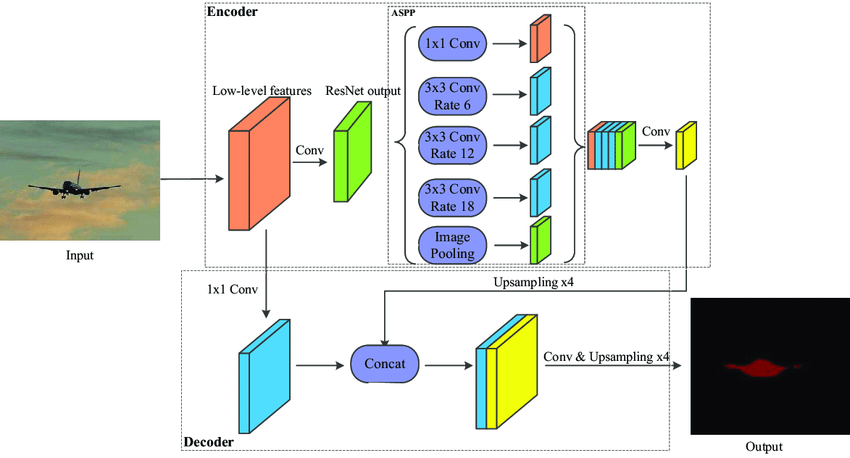 Encoder
ASPP
1x1 Conv
Low-level features
ResNet output
3x3 Conv
Rate 6
Conv
3x3 Conv
Rate 12
Conv
3x3 Conv
Rate 18
Image
Pooling
Input
1x1 Conv
Upsampling x4
Concat
Conv & Upsampling x4
Decoder
Output